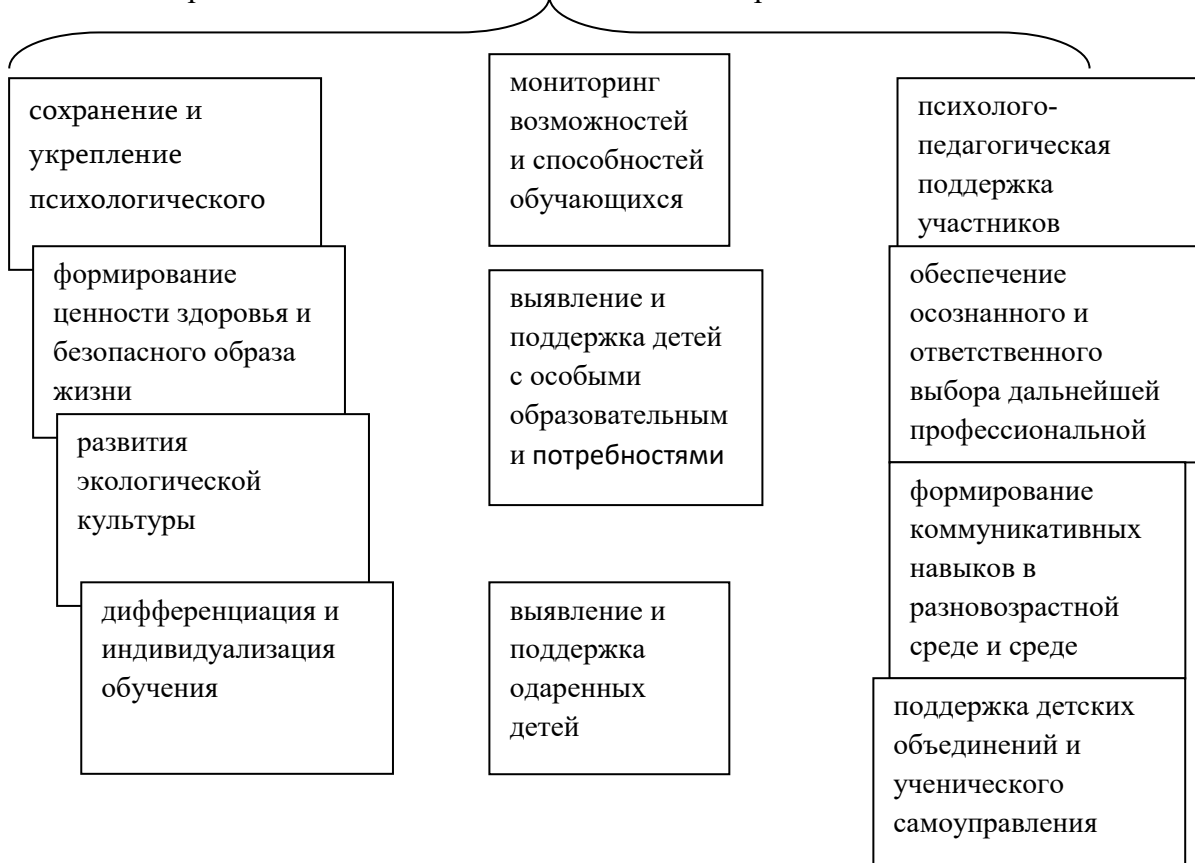 сохранение и
укрепление
психологического
формирование
ценности здоровья и
безопасного образа
жизни
развития
экологической
культуры
дифференциация и
индивидуализация
обучения
мониторинг
возможностей
и способностей
обучающихся
выявление и
поддержка детей
с особыми
образовательным
и потребностями
выявление и
поддержка
одаренных
детей
психолого-
педагогическая
поддержка
участников
обеспечение
осознанного и
ответственного
выбора дальнейшей
профессиональной
формирование
коммуникативных
навыков в
разновозрастной
среде и среде
поддержка детских
объединений и
ученического
самоуправления